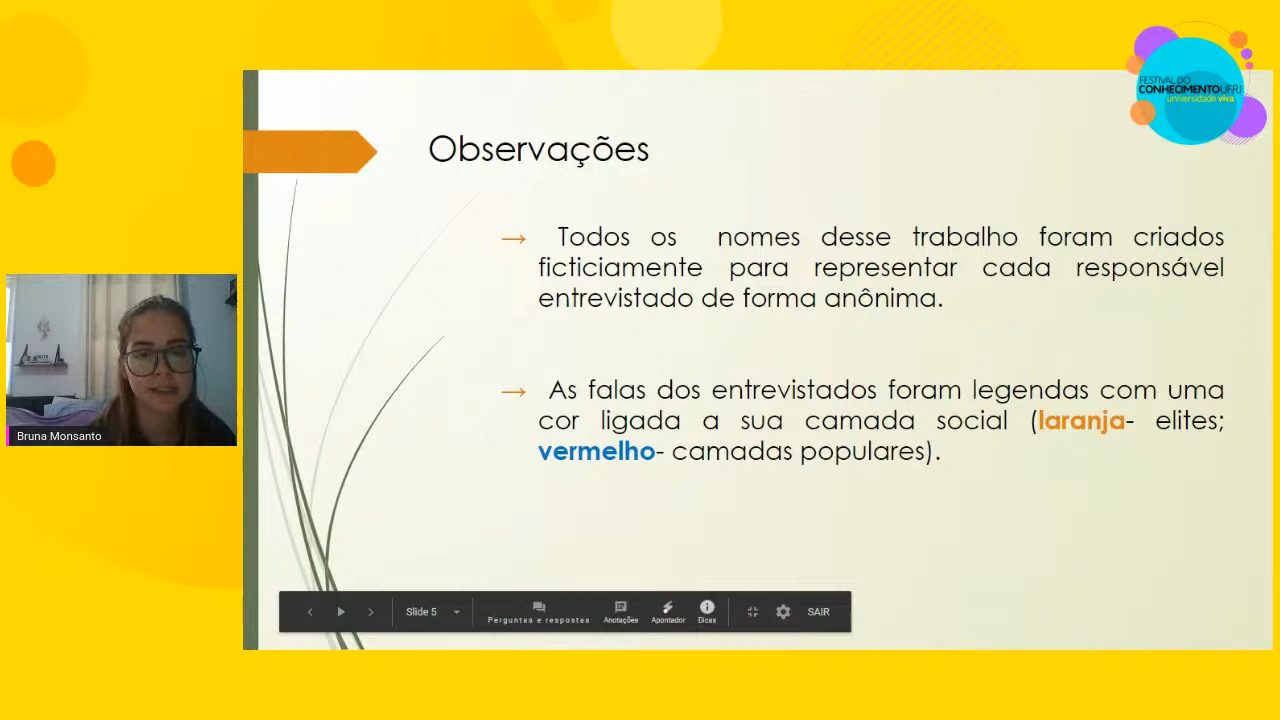 FESTIVAL DO
CONHECIMENTO UFRJ
universidade viva
Observações
→ Todos os nomes desse trabalho foram criados
ficticiamente para representar cada responsável
entrevistado de forma anônima.
→ As falas dos entrevistados foram legendas com uma
cor ligada a sua camada social (laranja- elites;
vermelho- camadas populares).
Bruna Monsanto
Slide 5
Perguntas e respostas
Anotações
Apontador
Dicas
SAIR